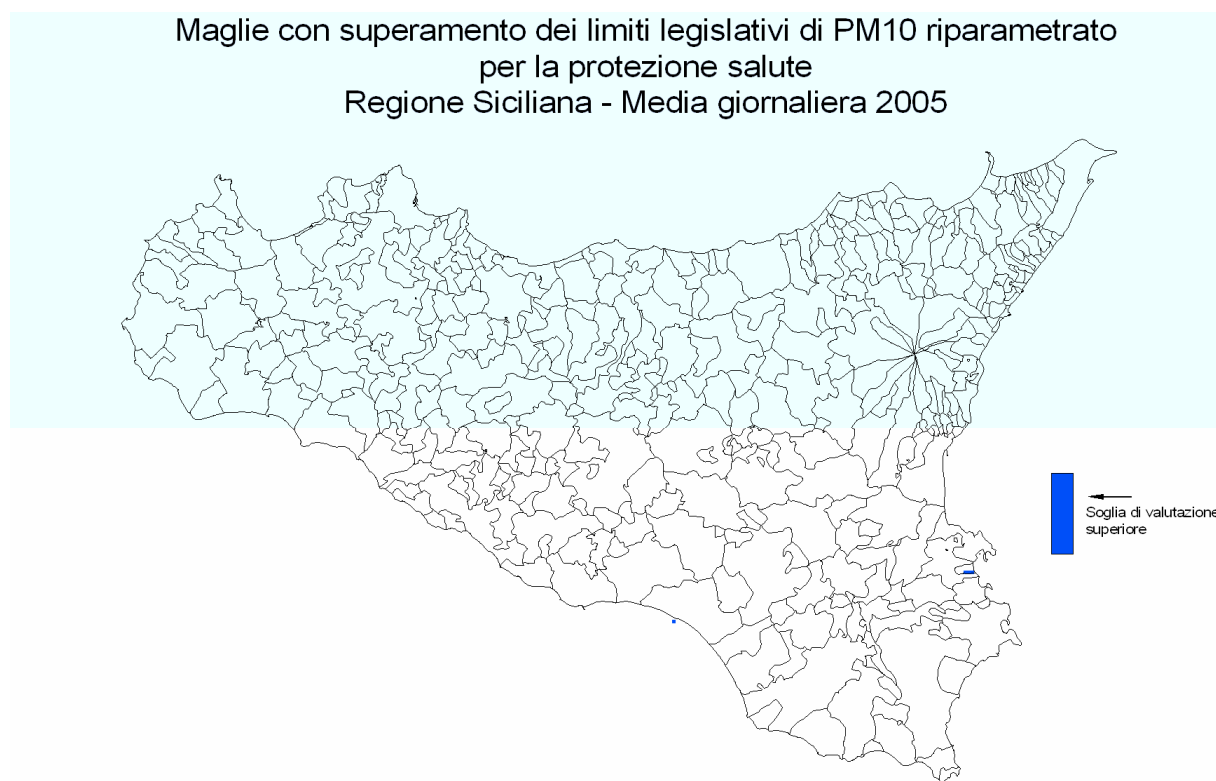 Maglie con superamento dei limiti legislativi di PM10 riparametrato
per la protezione salute
Regione Siciliana - Media giornaliera 2005
Soglia di valutazione
superiore